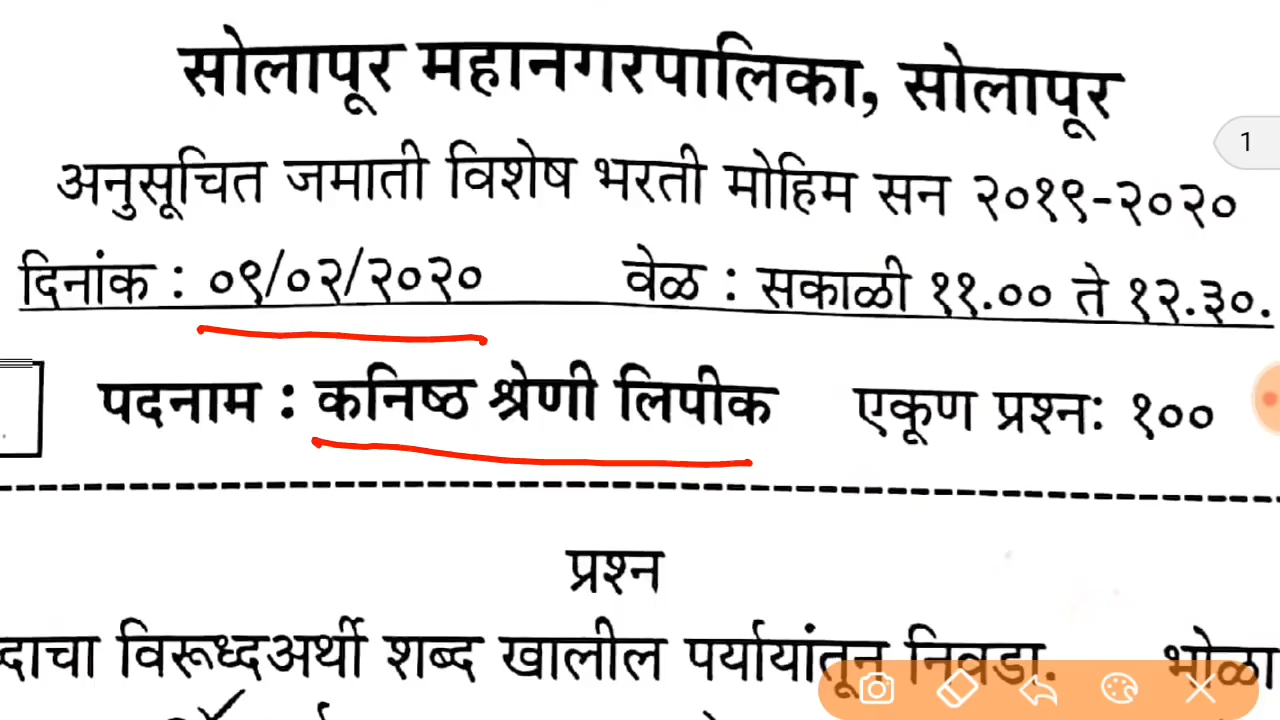 सोलापूर महानगरपालिका, सोलापूर
1
अनुसूचित जमाती विशेष भरती मोहिम सन २०१९-२०२०
दिनांक : ०९/०२/२०२० वेळ : सकाळी ११.०० ते १२.३०.
पदनाम : कनिष्ठ श्रेणी लिपीक एकूण प्रश्न: १००
प्रश्न
विरूध्दअर्थी शब्द खालील पर्यायांतून निवडा. भोळा